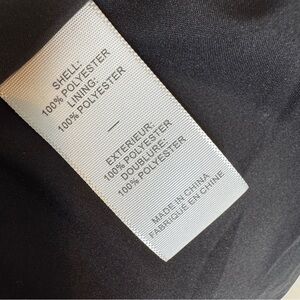 SHELL:
100% POLYESTER
LINING:
100% POLYESTER
—
EXTERIEUR:
100% POLYESTER
DOUBLURE:
100% POLYESTER
MADE IN CHINA
FABRIQUÉ EN CHINE